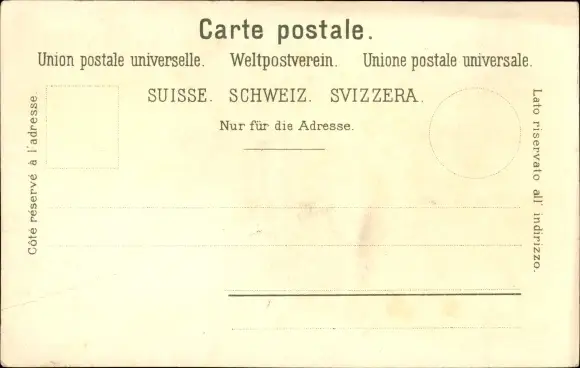 Carte postale.
Union postale universelle. Weltpostverein. Unione postale universale.
SUISSE. SCHWEIZ. SVIZZERA.
Nur für die Adresse.
Côté réservé à l'adresse
Lato riservato all' indirizzo.